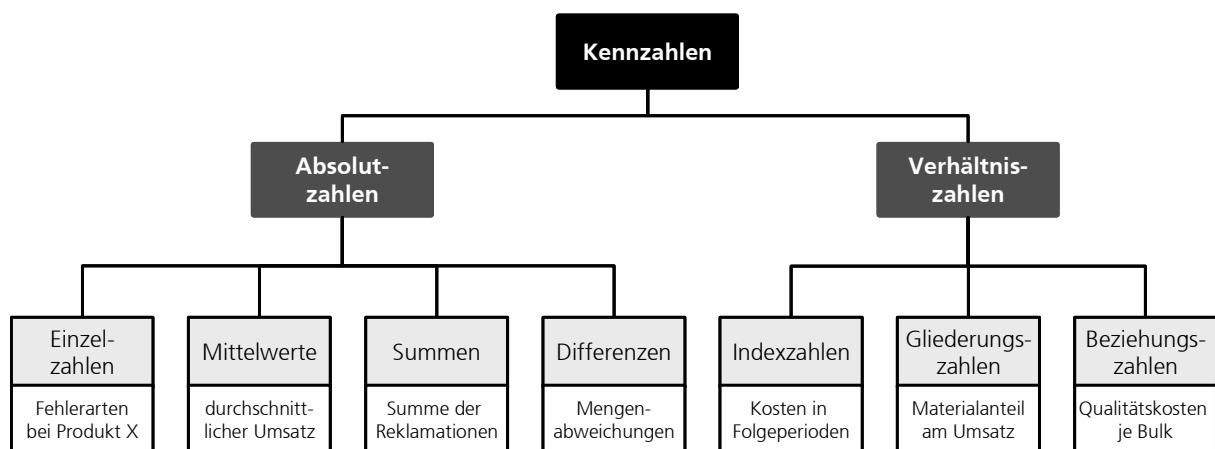 Kennzahlen
Absolut-
zahlen
Verhältnis-
zahlen
Einzel-
zahlen
Mittelwerte
Summen
Differenzen
Indexzahlen
Gliederungs-
zahlen
Beziehungs-
zahlen
Fehlerarten
bei Produkt X
durchschnitt-
licher Umsatz
Summe der
Reklamationen
Mengen-
abweichungen
Kosten in
Folgeperioden
Materialanteil
am Umsatz
Qualitätskosten
je Bulk